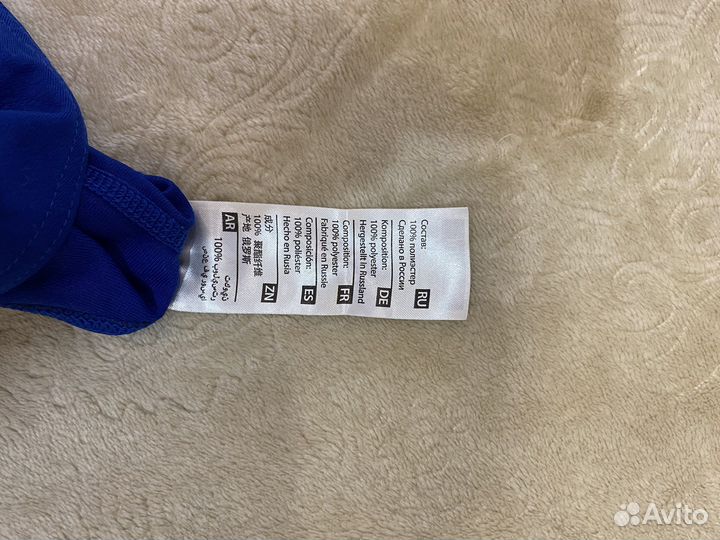 RU
Состав:
100% полиэстер
Сделано в России
DE
Komposition:
100% polyester
Hergestellt in Russland
FR
Composition:
100% polyester
Fabriqué en Russie
ES
Composición:
100% poliéster
Hecho en Rusia
ZN
成分
100% 聚酯纤维
产地 俄罗斯
AR
100%
Avito